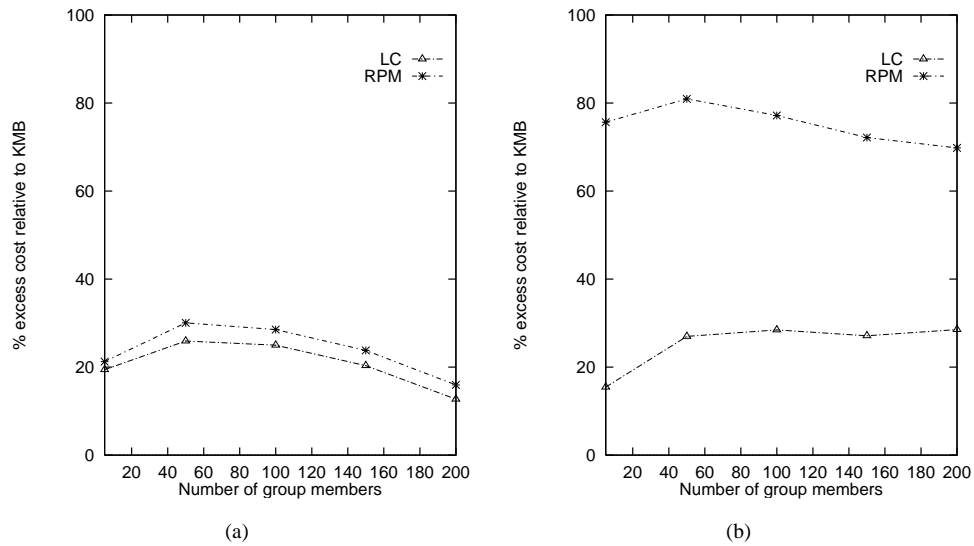 % excess cost relative to KMB
100
80
60
40
20
0
LC
RPM
20 40 60 80 100 120 140 160 180 200
Number of group members
(a)
% excess cost relative to KMB
100
80
60
40
20
0
LC
RPM
20 40 60 80 100 120 140 160 180 200
Number of group members
(b)